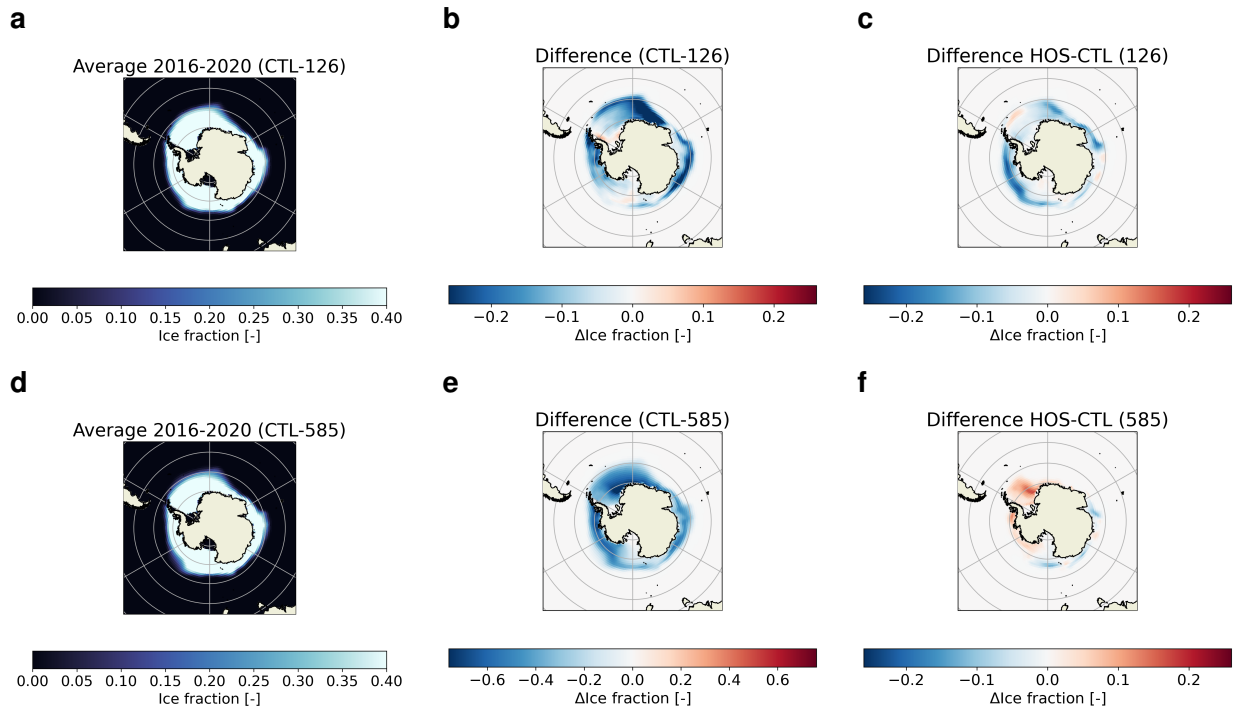 a
b
c
Average 2016-2020 (CTL-126)
Difference (CTL-126)
Difference HOS-CTL (126)
0.00 0.05 0.10 0.15 0.20 0.25 0.30 0.35 0.40
Ice fraction [-]
−0.2 −0.1 0.0 0.1 0.2
ΔIce fraction [-]
−0.2 −0.1 0.0 0.1 0.2
ΔIce fraction [-]
d
e
f
Average 2016-2020 (CTL-585)
Difference (CTL-585)
Difference HOS-CTL (585)
0.00 0.05 0.10 0.15 0.20 0.25 0.30 0.35 0.40
Ice fraction [-]
−0.6 −0.4 −0.2 0.0 0.2 0.4 0.6
ΔIce fraction [-]
−0.2 −0.1 0.0 0.1 0.2
ΔIce fraction [-]